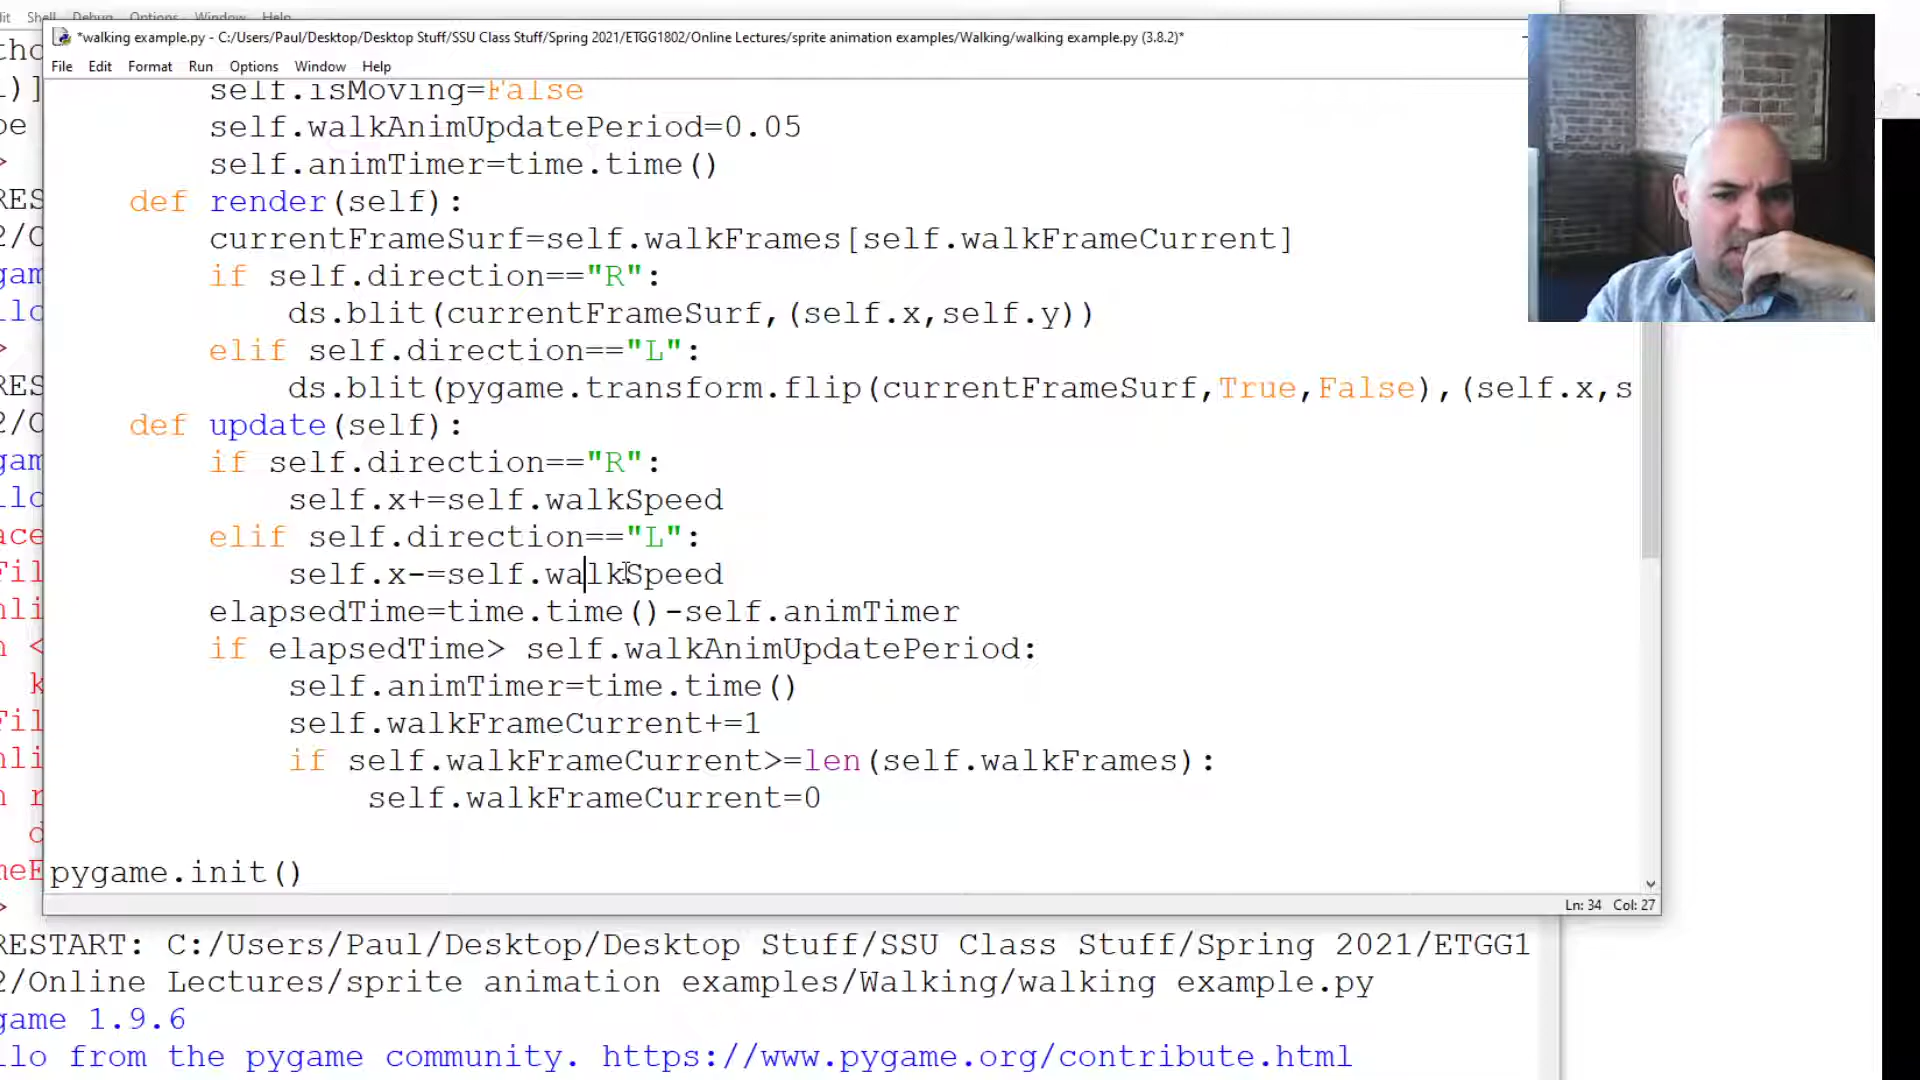 dit Shell Debug Options Window Help
*walking example.py - C:/Users/Paul/Desktop/Desktop Stuff/SSU Class Stuff/Spring 2021/ETGG1802/Online Lectures/sprite animation examples/Walking/walking example.py (3.8.2)*
File Edit Format Run Options Window Help
self.isMoving=False
self.walkAnimUpdatePeriod=0.05
self.animTimer=time.time()
def render(self):
currentFrameSurf=self.walkFrames[self.walkFrameCurrent]
if self.direction=="R":
ds.blit(currentFrameSurf,(self.x,self.y))
elif self.direction=="L":
ds.blit(pygame.transform.flip(currentFrameSurf,True,False),(self.x,s
def update(self):
if self.direction=="R":
self.x+=self.walkSpeed
elif self.direction=="L":
self.x-=self.walkSpeed
elapsedTime=time.time()-self.animTimer
if elapsedTime> self.walkAnimUpdatePeriod:
self.animTimer=time.time()
self.walkFrameCurrent+=1
if self.walkFrameCurrent>=len(self.walkFrames):
self.walkFrameCurrent=0
pygame.init()
Ln: 34 Col: 27
RESTART: C:/Users/Paul/Desktop/Desktop Stuff/SSU Class Stuff/Spring 2021/ETGG1
2/Online Lectures/sprite animation examples/Walking/walking example.py
game 1.9.6
llo from the pygame community. https://www.pygame.org/contribute.html